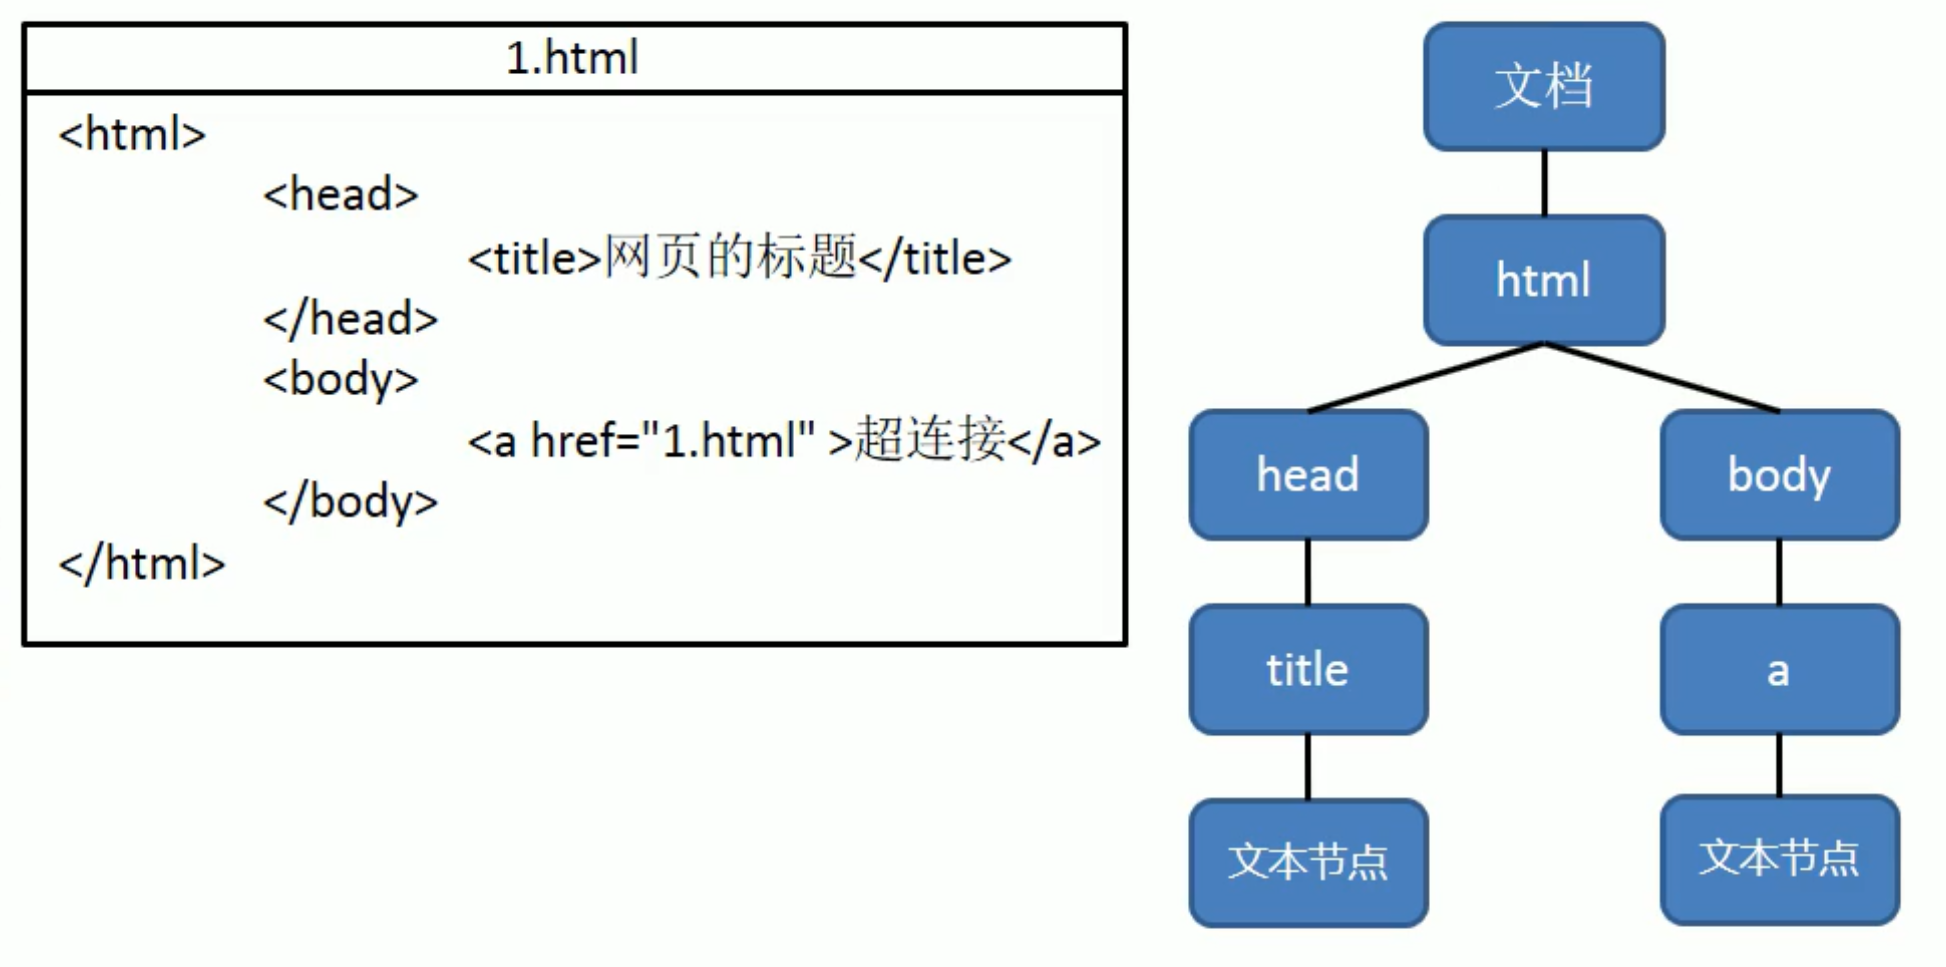 1.html
<html>
<head>
<title>网页的标题</title>
</head>
<body>
<a href="1.html" >超连接</a>
</body>
</html>
文档
html
head
body
title
a
文本节点
文本节点